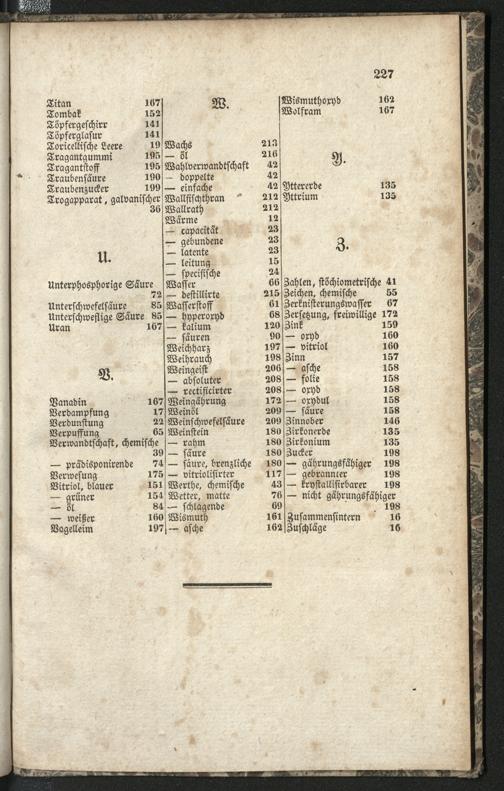 227
Titan 167
Tombak 152
Töpfergeschirr 141
Töpferglasur 141
Toricellische Leere 19
Tragantgummi 195
Tragantstoff 195
Traubensäure 190
Traubenzucker 199
Trogapparat, galvanischer
36
U.
Unterphosphorige Säure
72
Unterschwefelsäure 85
Unterschweflige Säure 85
Uran 167
V.
Vanadin 167
Verdampfung 17
Verdunstung 22
Verpuffung 65
Verwandtschaft, chemische
39
— prädisponirende 74
Verwesung 175
Vitriol, blauer 151
— grüner 154
— öl 84
— weißer 160
Vogelleim 197
W.
Wachs 213
— öl 216
Wahlverwandtschaft 42
— doppelte 42
— einfache 42
Wallfischthran 212
Wallrath 212
Wärme 12
— capacität 23
— gebundene 23
— latente 23
— leitung 15
— specifische 24
Wasser 66
— destillirte 215
Wasserstoff 61
— hyperoxyd 68
— kalium 120
— säuren 90
Weichharz 197
Weihrauch 198
Weingeist 206
— absoluter 208
— rectificirter 208
Weingährung 172
Weinöl 209
Weinschwefelsäure 209
Weinstein 180
— rahm 180
— säure 180
— säure, brenzliche 180
— vitriolisirter 117
Werthe, chemische 43
Wetter, matte 76
— schlagende 69
Wismuth 161
— asche 162
Wismuthoxyd 162
Wolfram 167
Y.
Yttererde 135
Yttrium 135
Z.
Zahlen, stöchiometrische 41
Zeichen, chemische 55
Zerknisterungswasser 67
Zersetzung, freiwillige 172
Zink 159
— oxyd 160
— vitriol 160
Zinn 157
— asche 158
— folie 158
— oxyd 158
— oxydul 158
— säure 158
Zinnober 146
Zirkonerde 135
Zirkonium 135
Zucker 198
— gährungsfähiger 198
— gebrannter 198
— krystallisirbarer 198
— nicht gährungsfähiger
198
Zusammensintern 16
Zuschläge 16